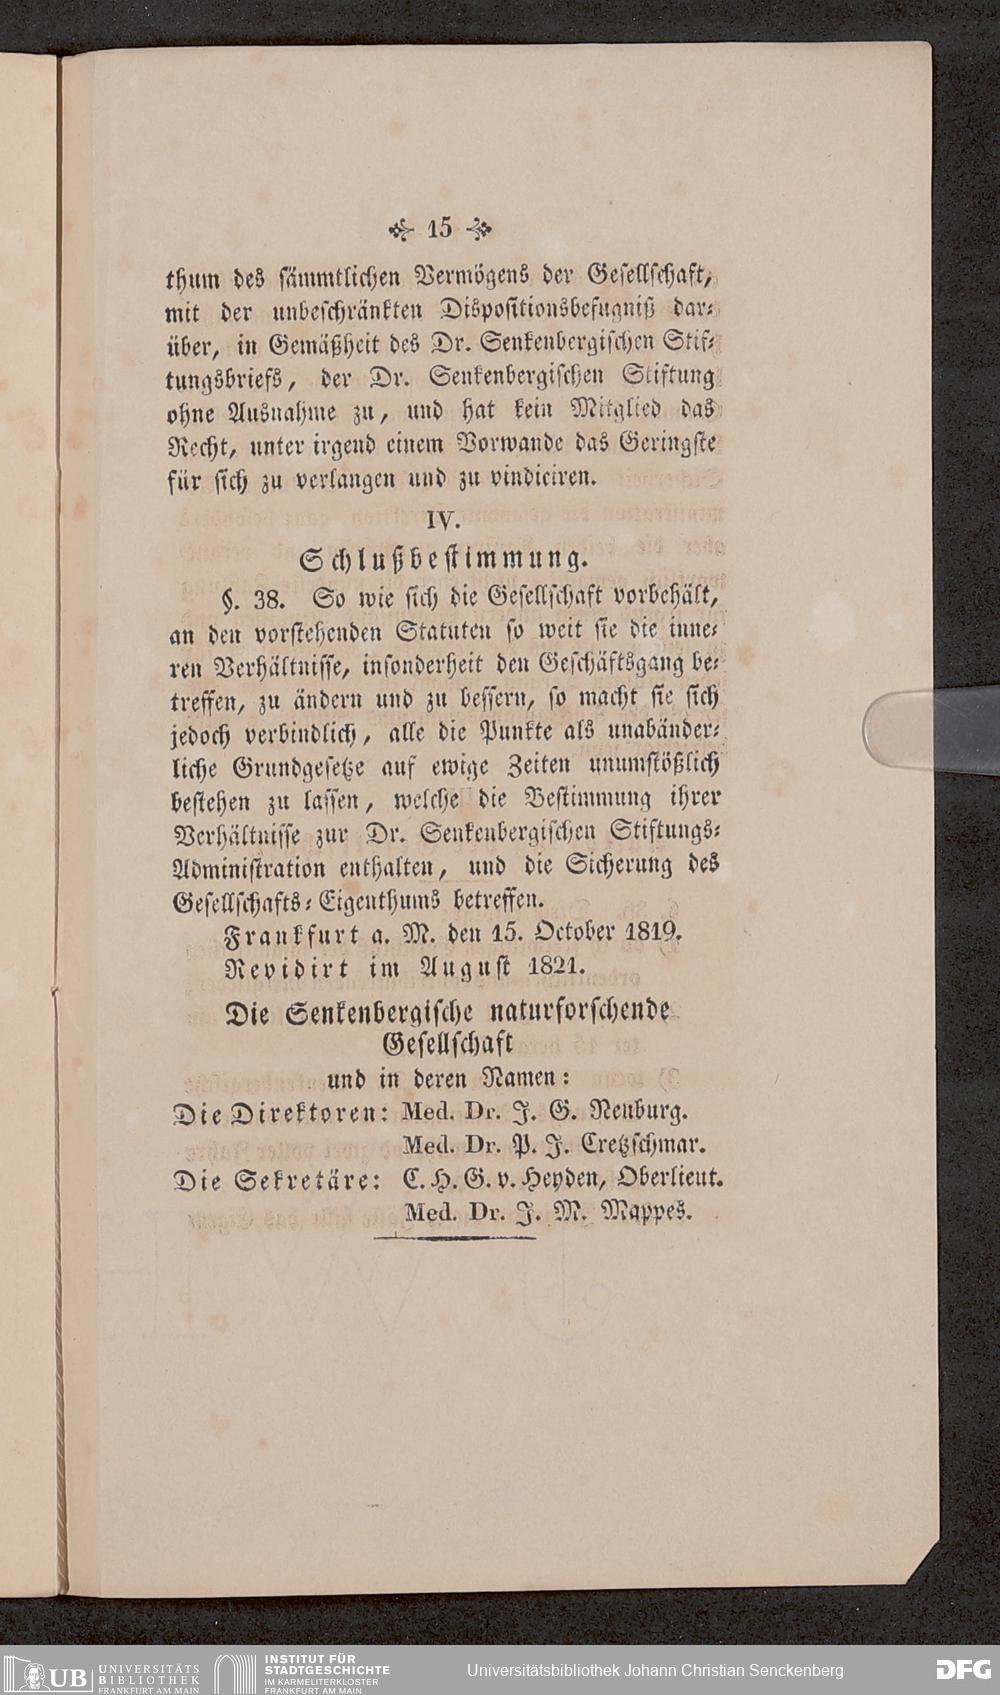 15
thum des sämmtlichen Vermögens der Gesellschaft,
mit der unbeschränkten Dispositionsbefugniß dar-
über, in Gemäßheit des Dr. Senkenbergischen Stif-
tungsbriefs, der Dr. Senkenbergischen Stiftung
ohne Ausnahme zu, und hat kein Mitglied das
Recht, unter irgend einem Vorwande das Geringste
für sich zu verlangen und zu vindiciren.
IV.
Schlußbestimmung.
§. 38. So wie sich die Gesellschaft vorbehält,
an den vorstehenden Statuten so weit sie die inne-
ren Verhältnisse, insonderheit den Geschäftsgang be-
treffen, zu ändern und zu bessern, so macht sie sich
jedoch verbindlich, alle die Punkte als unabänder-
liche Grundgesetze auf ewige Zeiten unumstößlich
bestehen zu lassen, welche die Bestimmung ihrer
Verhältnisse zur Dr. Senkenbergischen Stiftungs-
Administration enthalten, und die Sicherung des
Gesellschafts-Eigenthums betreffen.
Frankfurt a. M. den 15. October 1819.
Revidirt im August 1821.
Die Senkenbergische naturforschende
Gesellschaft
und in deren Namen:
Die Direktoren: Med. Dr. J. G. Neuburg.
Med. Dr. P. J. Cretzschmar.
Die Sekretäre: C. H. G. v. Heyden, Oberlieut.
Med. Dr. J. M. Mappes.
UB UNIVERSITÄTS
BIBLIOTHEK
FRANKFURT AM MAIN
INSTITUT FÜR
STADTGESCHICHTE
IM KARMELITERKLOSTER
FRANKFURT AM MAIN
Universitätsbibliothek Johann Christian Senckenberg
DFG